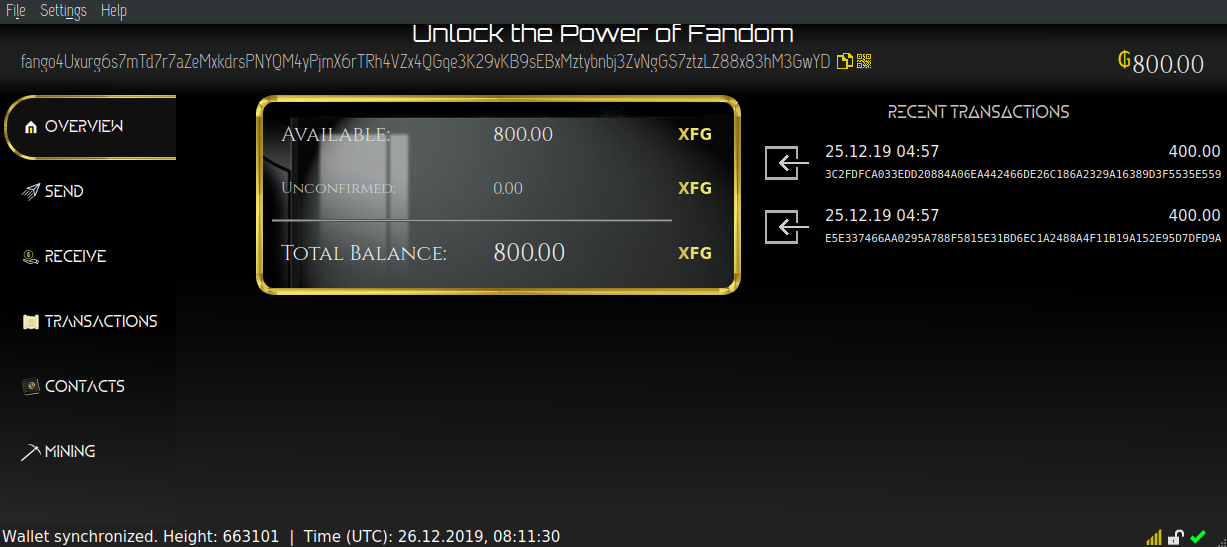 File Settings Help
Unlock the Power of Fandom
fango4Uxurg6s7mTd7r7aZeMxkdrsPNYQM4yPjmX6rTRh4VZx4QGqe3K29vKB9sEBxMztybnbj3ZvNgGS7ztzLZ88x83hM3GwYD
₲800.00
OVERVIEW
SEND
RECEIVE
TRANSACTIONS
CONTACTS
MINING
Available: 800.00 XFG
Unconfirmed: 0.00 XFG
Total Balance: 800.00 XFG
RECENT TRANSACTIONS
25.12.19 04:57 400.00
3C2FDFCA033EDD20884A06EA442466DE26C186A2329A16389D3F5535E559
25.12.19 04:57 400.00
E5E337466AA0295A788F5815E31BD6EC1A2488A4F11B19A152E95D7DFD9A
Wallet synchronized. Height: 663101 | Time (UTC): 26.12.2019, 08:11:30